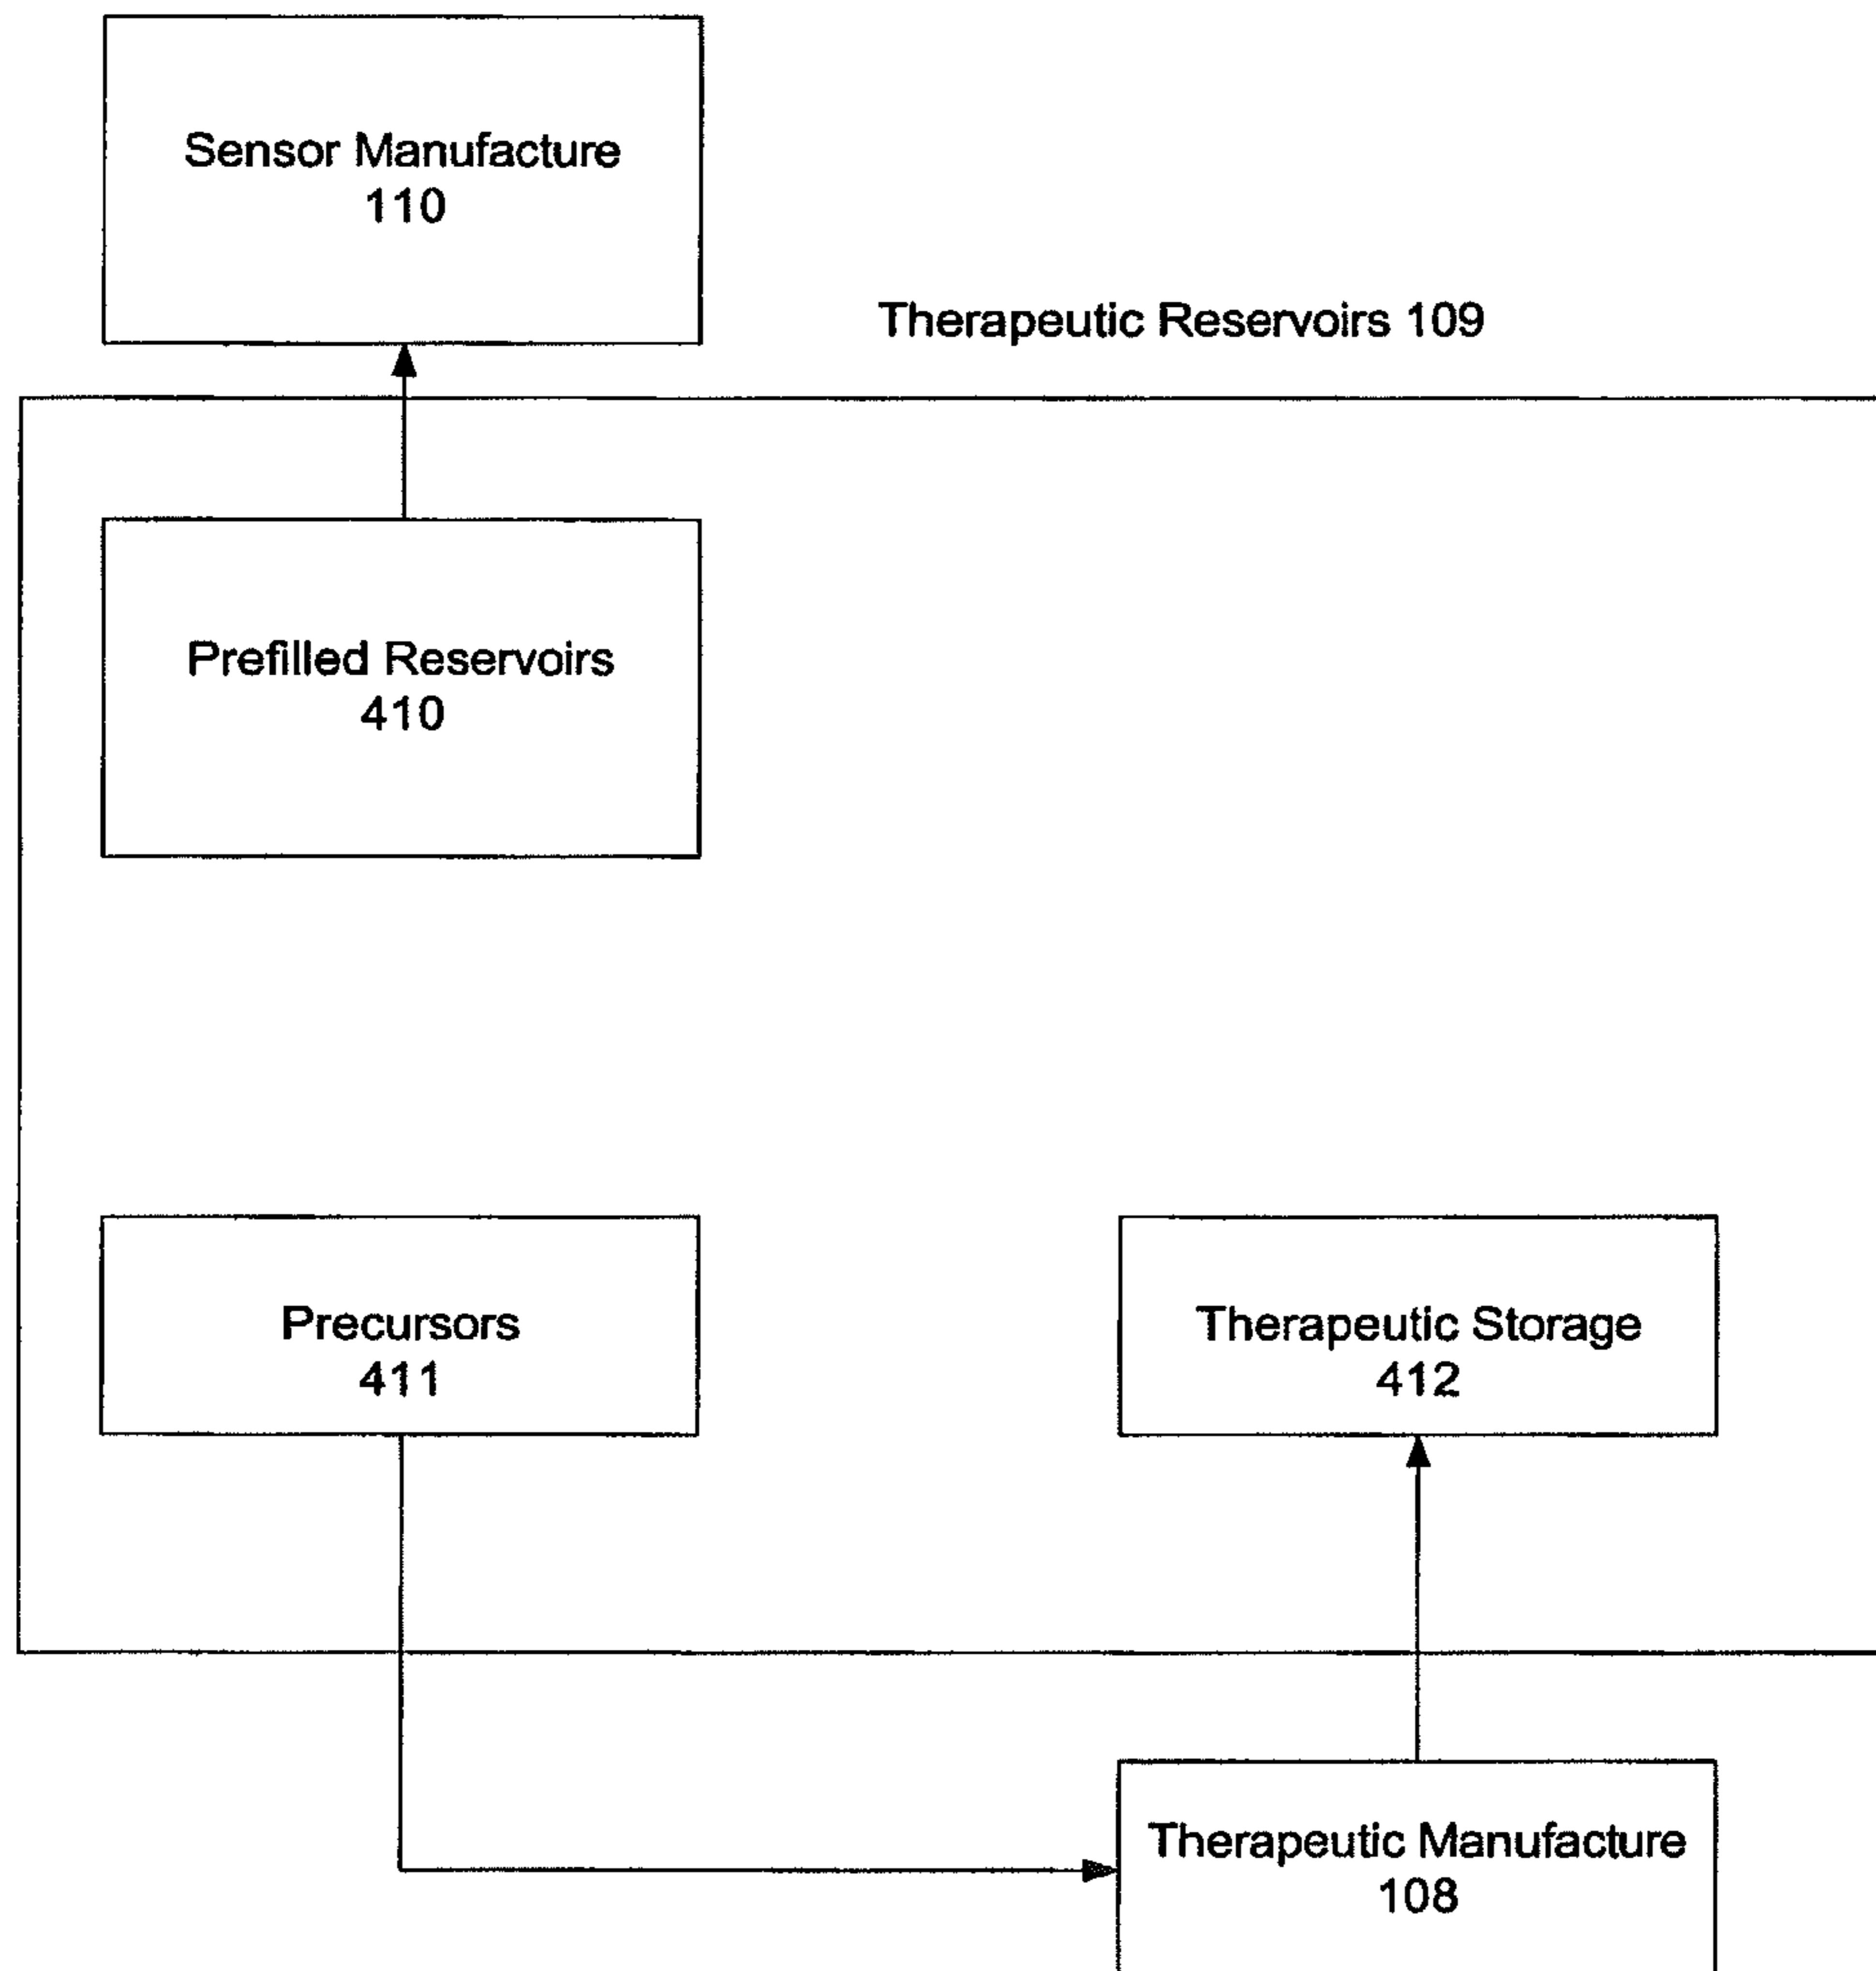 Sensor Manufacture
110
Therapeutic Reservoirs 109
Prefilled Reservoirs
410
Precursors
411
Therapeutic Storage
412
Therapeutic Manufacture
108